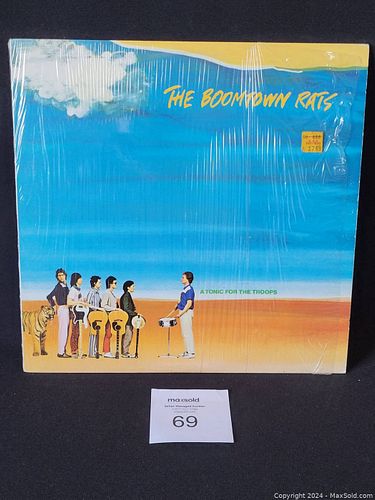 THE BOOMTOWN RATS
A TONIC FOR THE TROOPS
maxsold
69
Copyright © 2024 - MaxSold.com